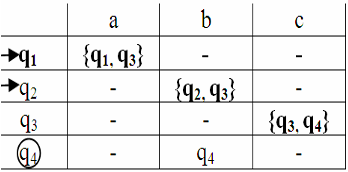 a b c
q₁ {q₁, q₃} - -
q₂ - {q₂, q₃} -
q₃ - - {q₃, q₄}
q₄ - q₄ -